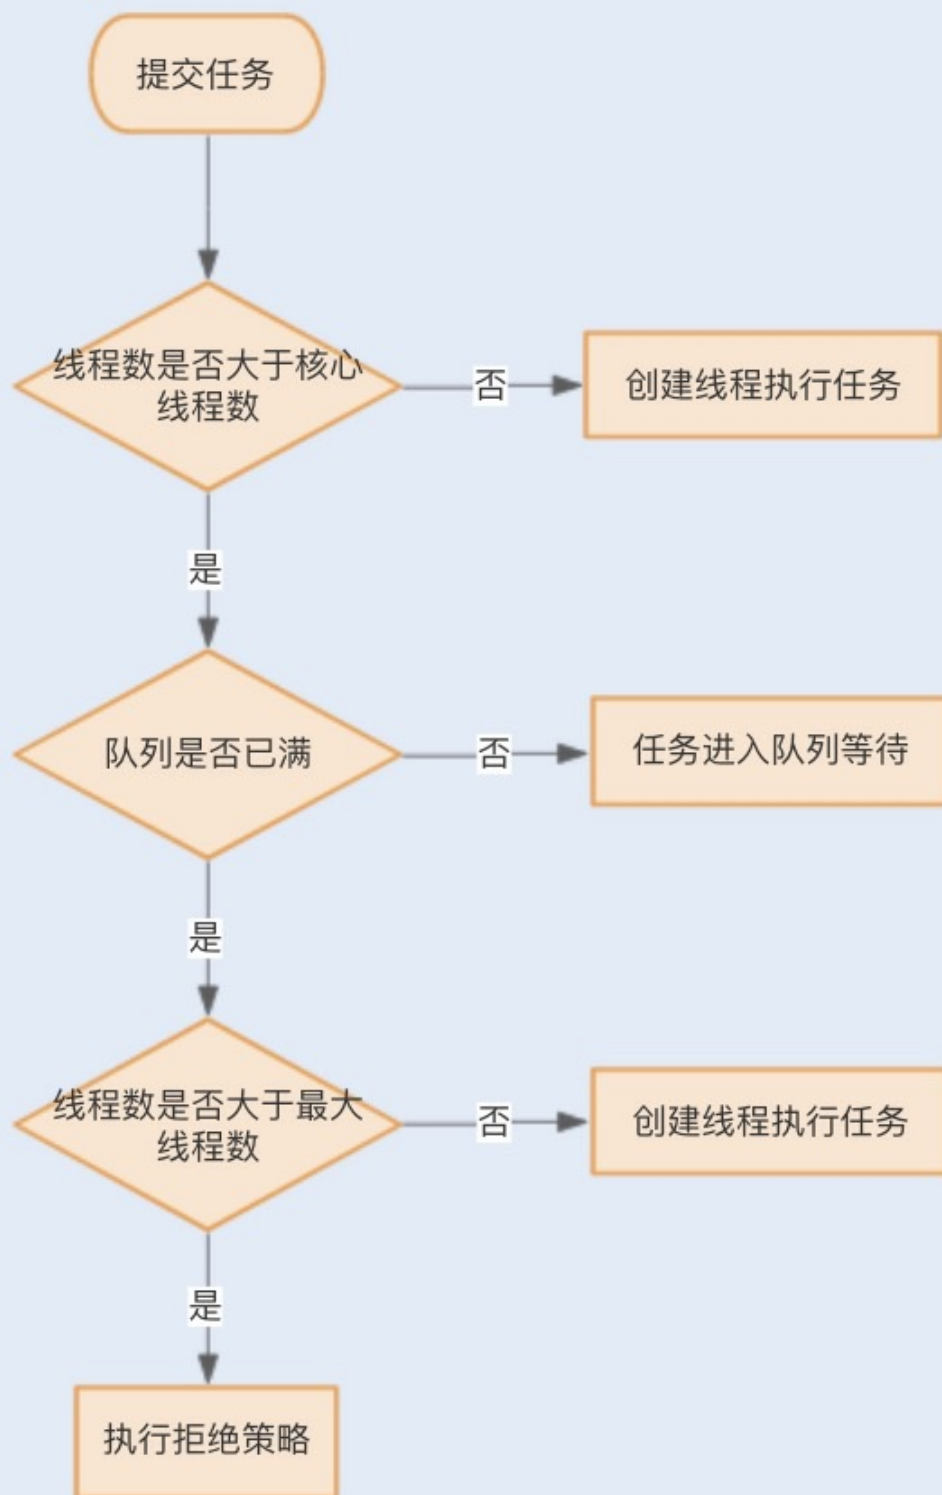 提交任务
线程数是否大于核心
线程数
否
创建线程执行任务
是
队列是否已满
否
任务进入队列等待
是
线程数是否大于最大
线程数
否
创建线程执行任务
是
执行拒绝策略